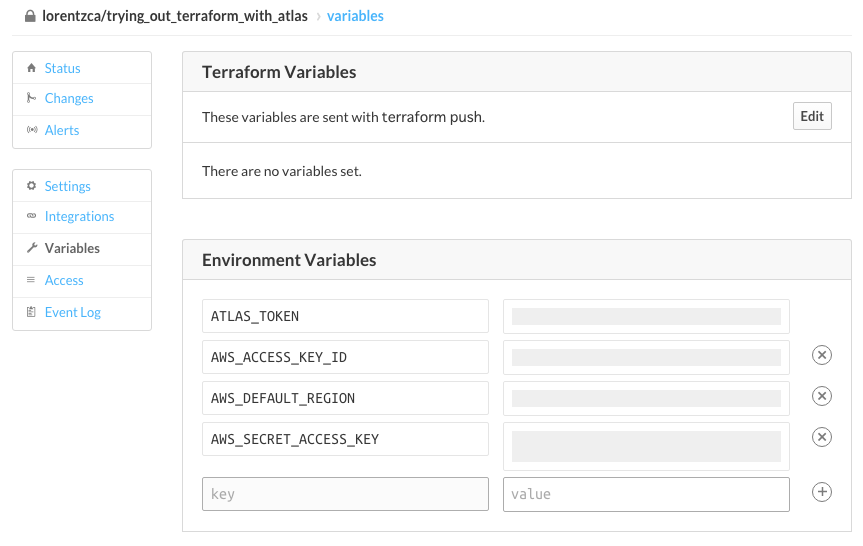 lorentzca/trying_out_terraform_with_atlas › variables
Status
Changes
Alerts
Settings
Integrations
Variables
Access
Event Log
Terraform Variables
These variables are sent with terraform push.
Edit
There are no variables set.
Environment Variables
ATLAS_TOKEN
AWS_ACCESS_KEY_ID
AWS_DEFAULT_REGION
AWS_SECRET_ACCESS_KEY
key value